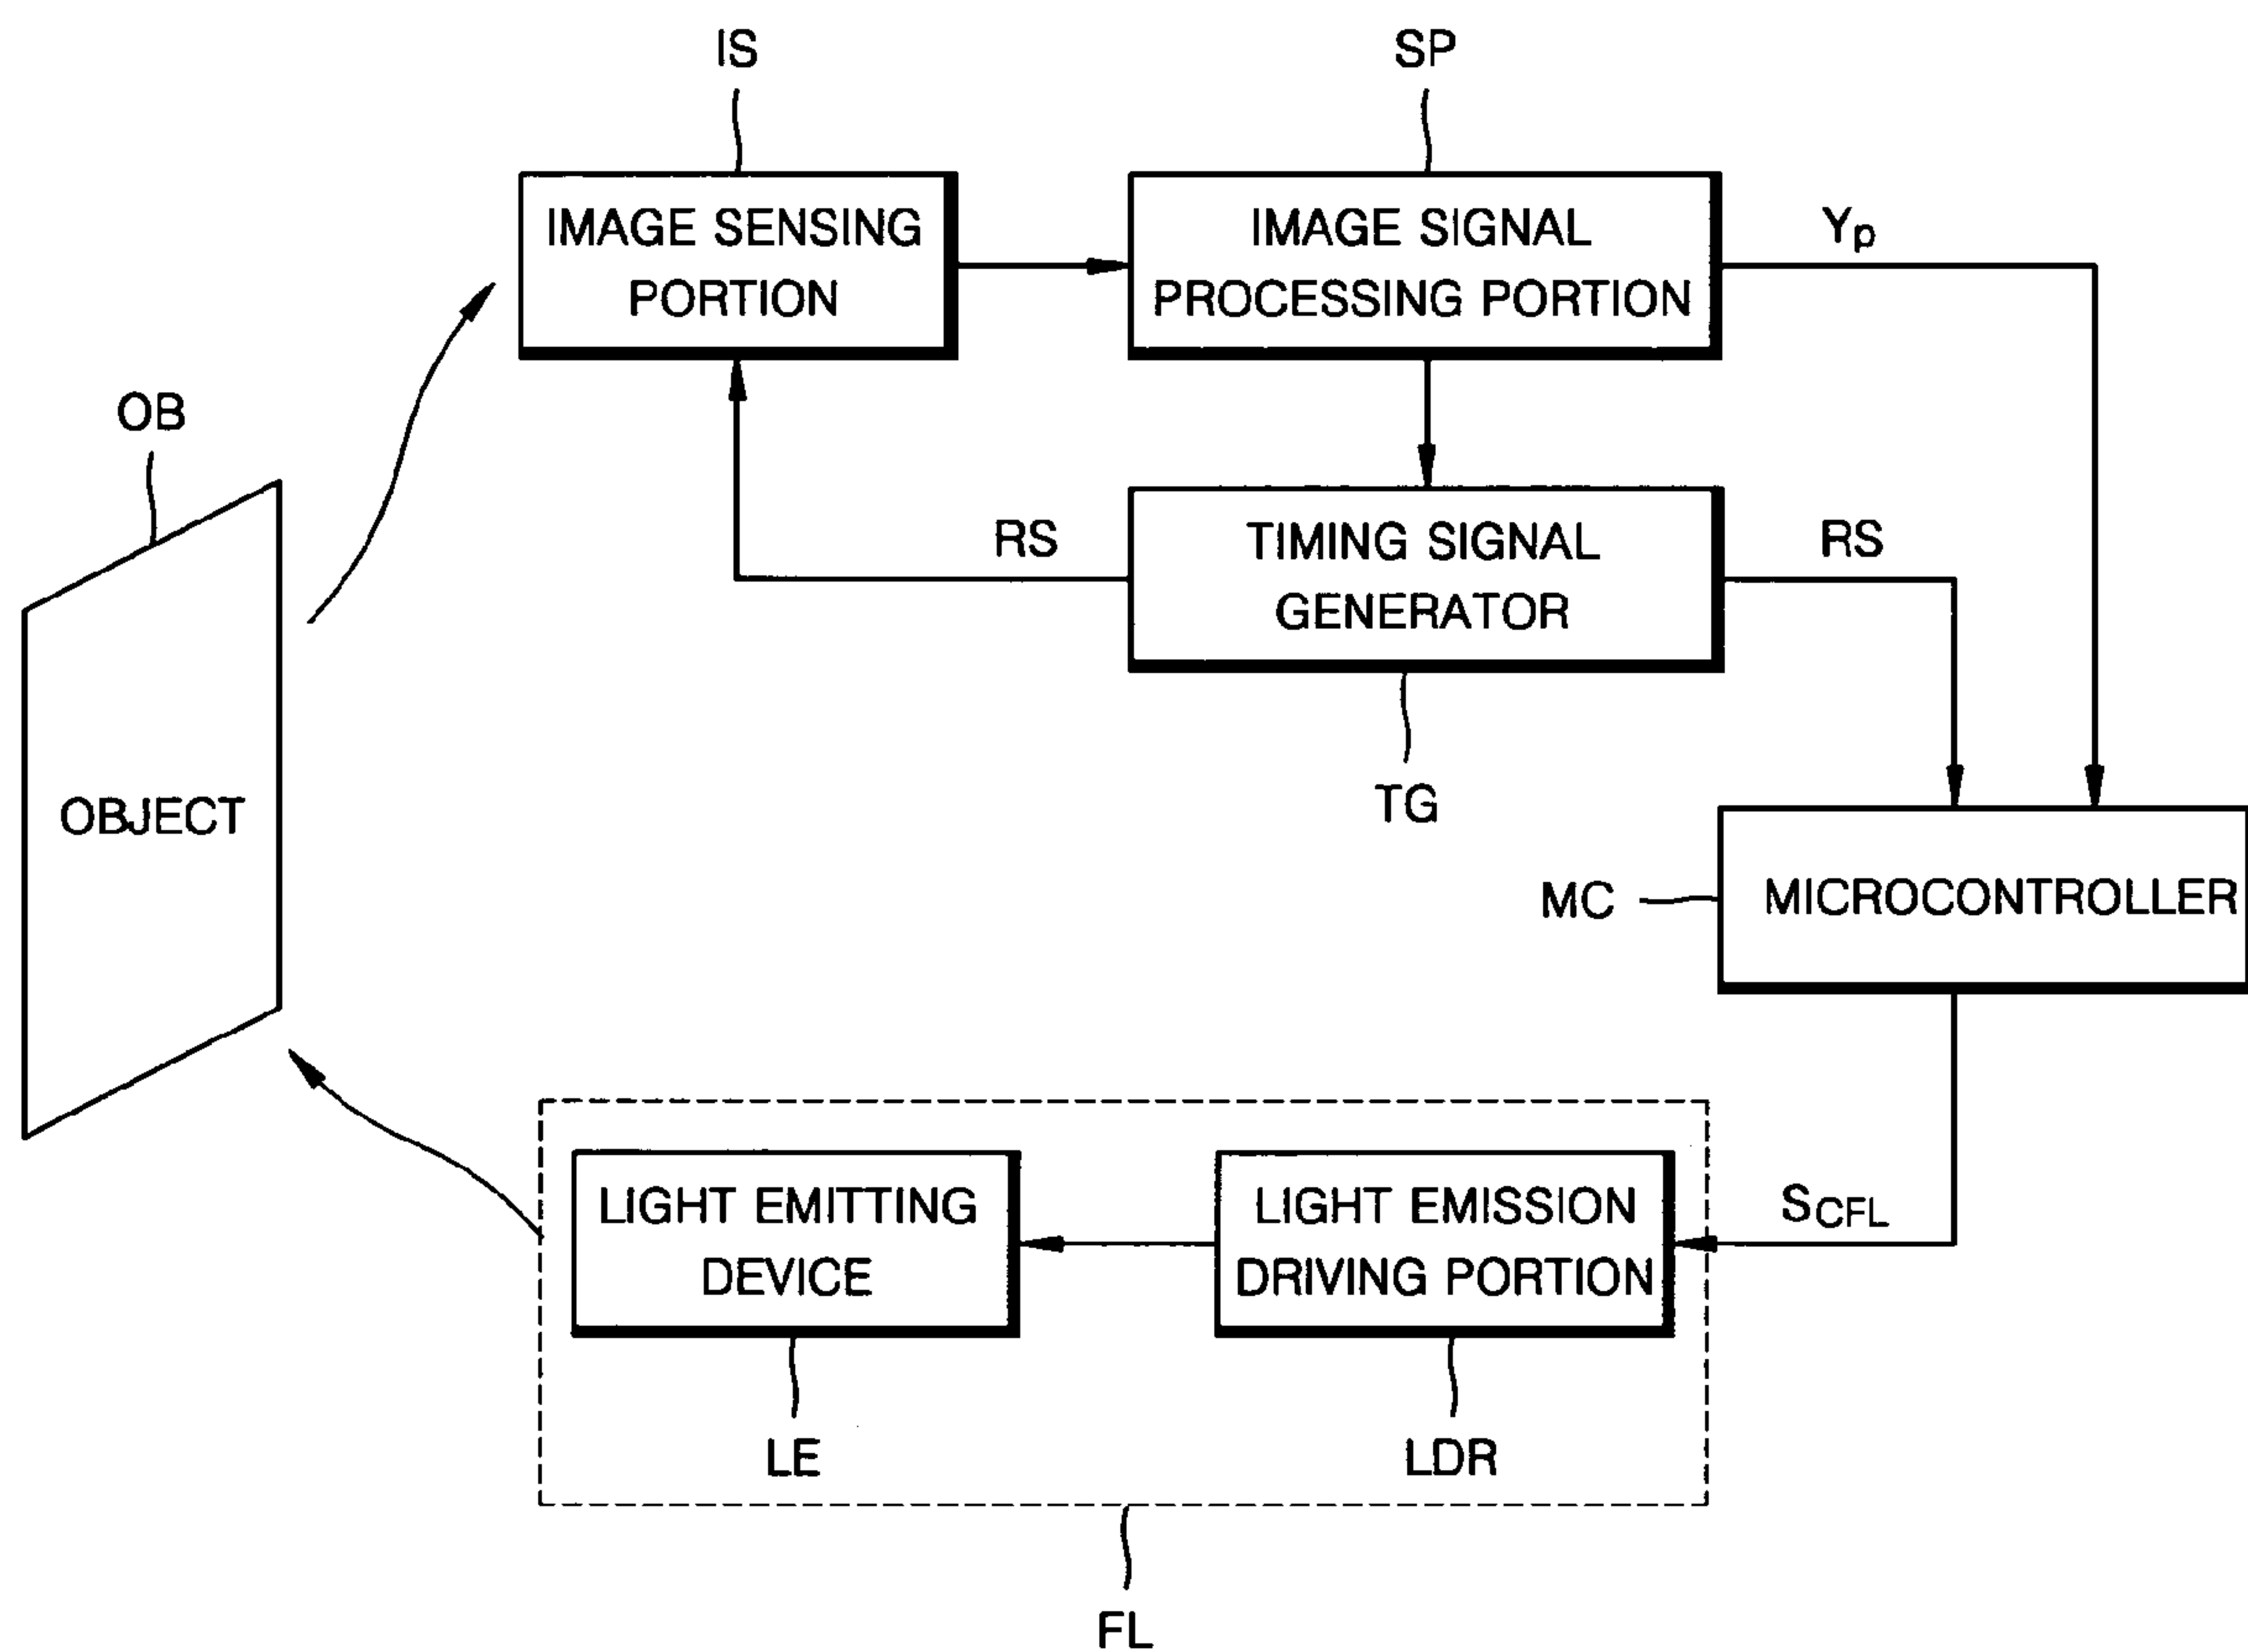 IS
SP
IMAGE SENSING
PORTION
IMAGE SIGNAL
PROCESSING PORTION
Yp
OB
RS
TIMING SIGNAL
GENERATOR
RS
TG
OBJECT
MC
MICROCONTROLLER
LIGHT EMITTING
DEVICE
LIGHT EMISSION
DRIVING PORTION
SCFL
LE
LDR
FL